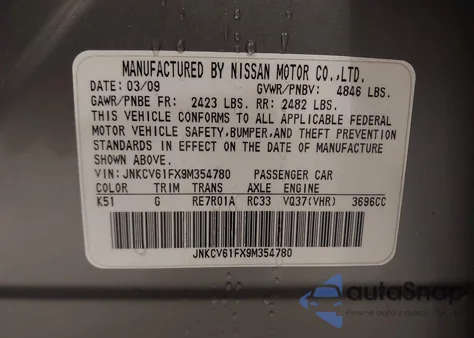 MANUFACTURED BY NISSAN MOTOR CO.,LTD.
DATE: 03/09 GVWR/PNBV: 4846 LBS.
GAWR/PNBE FR: 2423 LBS. RR: 2482 LBS.
THIS VEHICLE CONFORMS TO ALL APPLICABLE FEDERAL
MOTOR VEHICLE SAFETY,BUMPER,AND THEFT PREVENTION
STANDARDS IN EFFECT ON THE DATE OF MANUFACTURE
SHOWN ABOVE.
VIN: JNKCV61FX9M354780 PASSENGER CAR
COLOR TRIM TRANS AXLE ENGINE
K51 G RE7R01A RC33 VQ37(VHR) 3696CC
JNKCV61FX9M354780
autoSnap